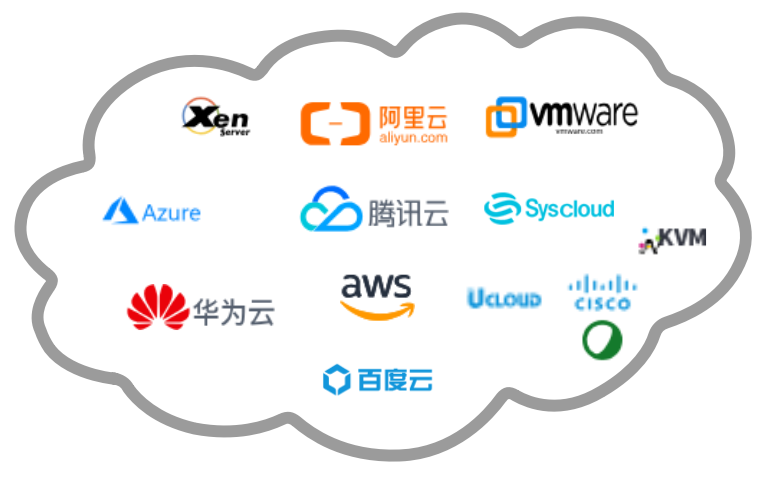 Xen
Server
阿里云
aliyun.com
vmware
vmware.com
Azure
腾讯云
Syscloud
KVM
华为云
aws
UCLOUD
CISCO
百度云